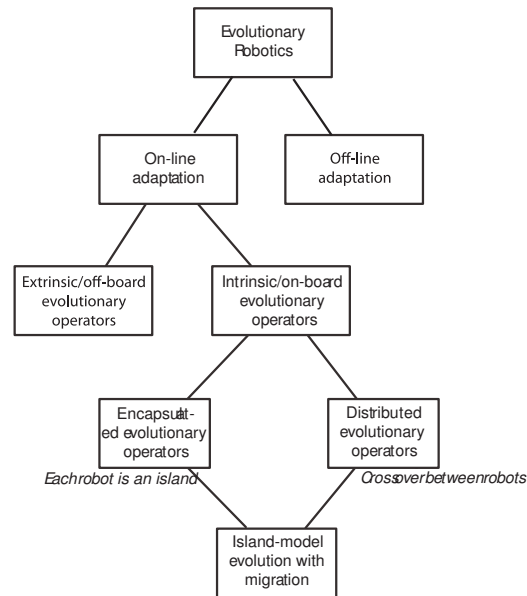 Evolutionary
Robotics
On-line
adaptation
Off-line
adaptation
Extrinsic/off-board
evolutionary
operators
Intrinsic/on-board
evolutionary
operators
Encapsulat-
ed evolutionary
operators
Distributed
evolutionary
operators
Each robot is an island
Crossover between robots
Island-model
evolution with
migration